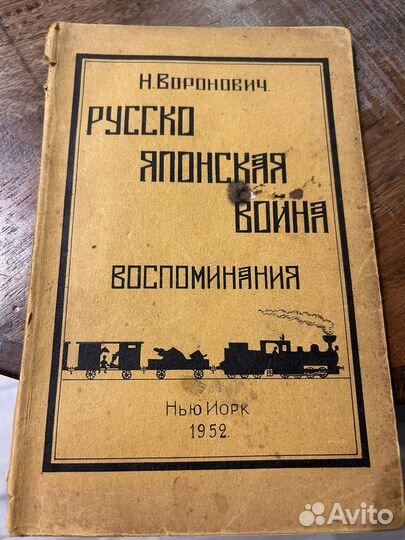 Н. Воронович.
Русско
Японская
Война
Воспоминания
Нью Иорк
1952.
Avito